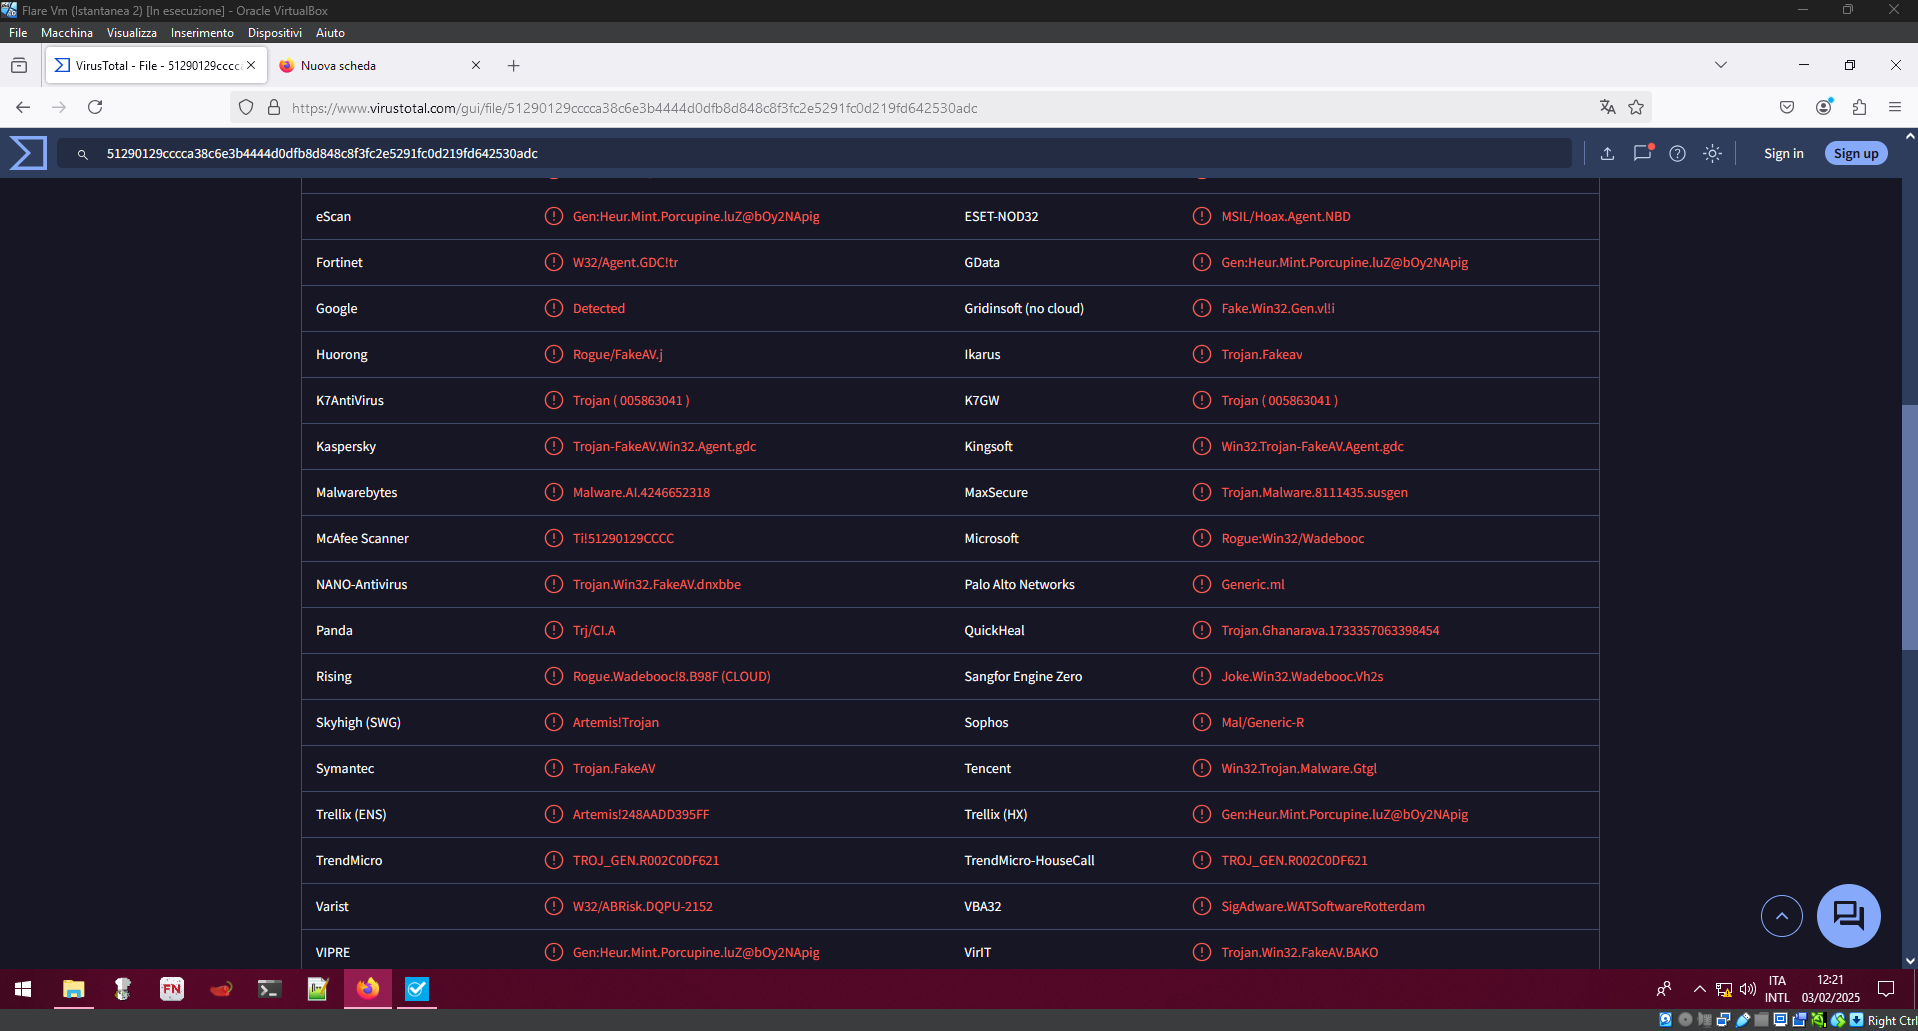 Flare Vm (Istantanea 2) [In esecuzione] - Oracle VirtualBox
File Macchina Visualizza Inserimento Dispositivi Aiuto
VirusTotal - File - 51290129cccca
Nuova scheda
https://www.virustotal.com/gui/file/51290129cccca38c6e3b4444d0dfb8d848c8f3fc2e5291fc0d219fd642530adc
51290129cccca38c6e3b4444d0dfb8d848c8f3fc2e5291fc0d219fd642530adc
Sign in
Sign up
eScan Gen:Heur.Mint.Porcupine.luZ@bOy2NApig ESET-NOD32 MSIL/Hoax.Agent.NBD
Fortinet W32/Agent.GDC!tr GData Gen:Heur.Mint.Porcupine.luZ@bOy2NApig
Google Detected Gridinsoft (no cloud) Fake.Win32.Gen.vl!i
Huorong Rogue/FakeAV.j Ikarus Trojan.Fakeav
K7AntiVirus Trojan ( 005863041 ) K7GW Trojan ( 005863041 )
Kaspersky Trojan-FakeAV.Win32.Agent.gdc Kingsoft Win32.Trojan-FakeAV.Agent.gdc
Malwarebytes Malware.AI.4246652318 MaxSecure Trojan.Malware.8111435.susgen
McAfee Scanner Ti!51290129CCCC Microsoft Rogue:Win32/Wadebooc
NANO-Antivirus Trojan.Win32.FakeAV.dnxbbe Palo Alto Networks Generic.ml
Panda Trj/CI.A QuickHeal Trojan.Ghanarava.1733357063398454
Rising Rogue.Wadebooc!8.B98F (CLOUD) Sangfor Engine Zero Joke.Win32.Wadebooc.Vh2s
Skyhigh (SWG) Artemis!Trojan Sophos Mal/Generic-R
Symantec Trojan.FakeAV Tencent Win32.Trojan.Malware.Gtgl
Trellix (ENS) Artemis!248AADD395FF Trellix (HX) Gen:Heur.Mint.Porcupine.luZ@bOy2NApig
TrendMicro TROJ_GEN.R002C0DF621 TrendMicro-HouseCall TROJ_GEN.R002C0DF621
Varist W32/ABRisk.DQPU-2152 VBA32 SigAdware.WATSoftwareRotterdam
VIPRE Gen:Heur.Mint.Porcupine.luZ@bOy2NApig VirIT Trojan.Win32.FakeAV.BAKO
FN
ITA 12:21
INTL 03/02/2025
Right Ctrl